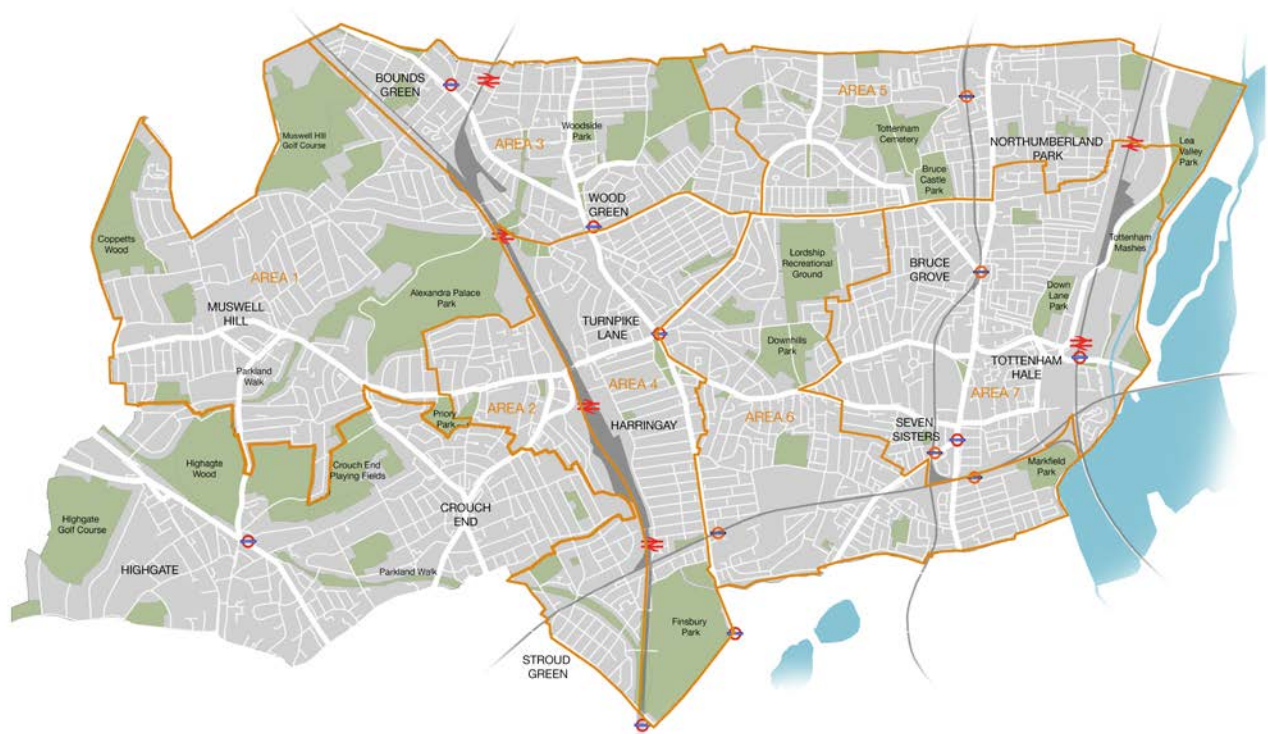 BOUNDS
GREEN
AREA 5
Muswell Hill
Golf Course
AREA 3
Woodside
Park
Tottenham
Cemetery
NORTHUMBERLAND
PARK
Lea
Valley
Park
Bruce
Castle
Park
WOOD
GREEN
Coppetts
Wood
AREA 1
Lordship
Recreational
Ground
Tottenham
Mashes
BRUCE
GROVE
Alexandra Palace
Park
Down
Lane
Park
MUSWELL
HILL
TURNPIKE
LANE
Downhills
Park
TOTTENHAM
HALE
Parkland
Walk
AREA 4
AREA 7
Priory
Park
AREA 2
HARRINGAY
AREA 6
SEVEN
SISTERS
Highagte
Wood
Crouch End
Playing Fields
Markfield
Park
CROUCH
END
Highgate
Golf Course
HIGHGATE
Parkland Walk
Finsbury
Park
STROUD
GREEN